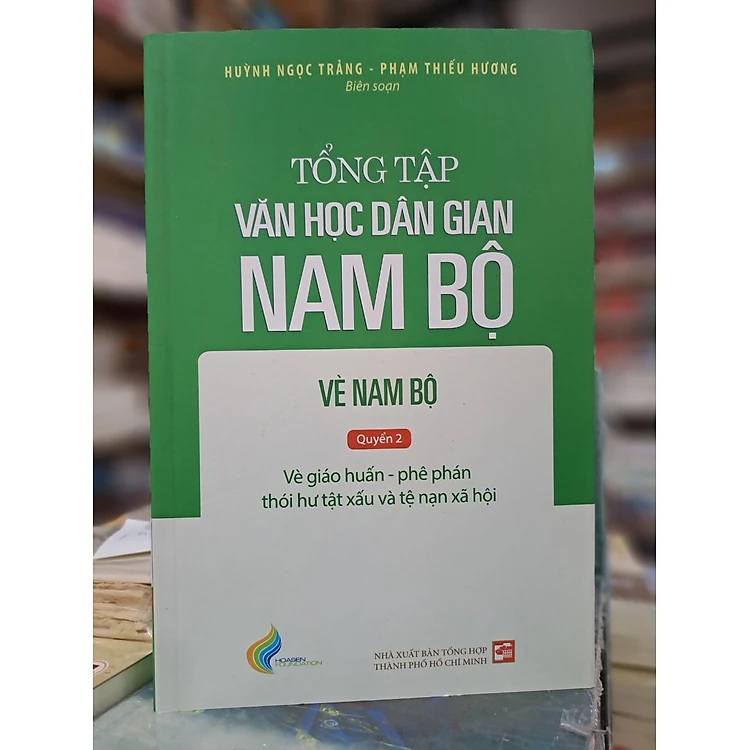 HUỲNH NGỌC TRẢNG - PHẠM THIẾU HƯƠNG
Biên soạn
TỔNG TẬP
VĂN HỌC DÂN GIAN
NAM BỘ
VÈ NAM BỘ
Quyển 2
Vè giáo huấn - phê phán
thói hư tật xấu và tệ nạn xã hội
HOASEN
FOUNDATION
NHÀ XUẤT BẢN TỔNG HỢP
THÀNH PHỐ HỒ CHÍ MINH